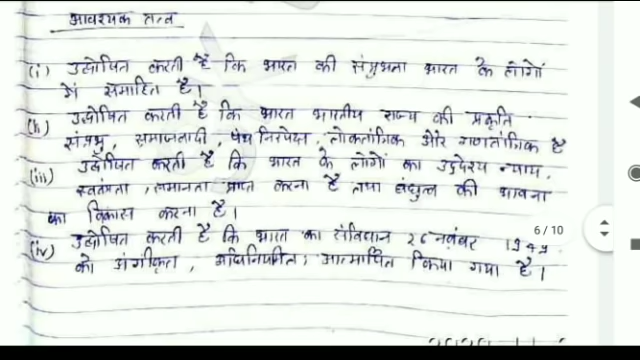 आवश्यक तत्व
(i) उद्घोषित करती है कि भारत की संप्रभुता भारत के लोगों
में समाहित है।
(ii) उद्घोषित करती है कि भारत भारतीय राज्य की प्रकृति
संप्रभु, समाजवादी, पंथ निरपेक्ष, लोकतांत्रिक और गणतांत्रिक है
(iii) उद्घोषित करती है कि भारत के लोगों का उद्देश्य न्याय,
स्वतंत्रता, समानता प्राप्त करना है तथा बंधुत्व की भावना
का विकास करना है।
6/10
(iv) उद्घोषित करती है कि भारत का संविधान 26 नवंबर 1949
को अंगीकृत, अधिनियमित, आत्मार्पित किया गया है।